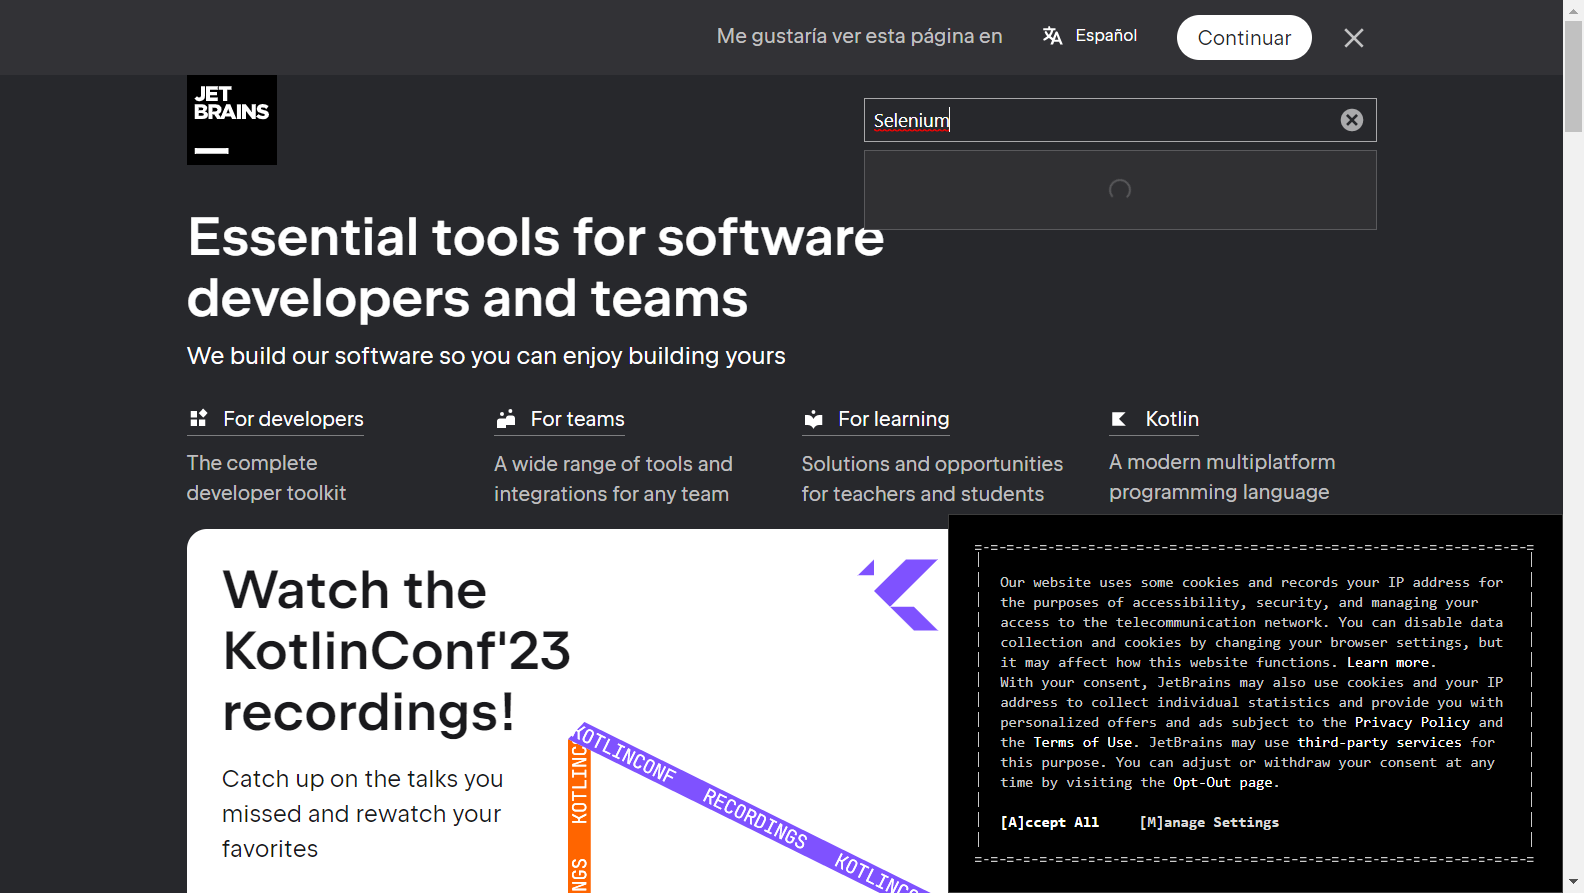 Me gustaría ver esta página en
Español
Continuar
JET
BRAINS
Selenium
Essential tools for software
developers and teams
We build our software so you can enjoy building yours
For developers
The complete
developer toolkit
For teams
A wide range of tools and
integrations for any team
For learning
Solutions and opportunities
for teachers and students
Kotlin
A modern multiplatform
programming language
Watch the
KotlinConf'23
recordings!
Catch up on the talks you
missed and rewatch your
favorites
KOTLINCONF RECORDINGS KOTLINCO
NGS KOTLINC
Our website uses some cookies and records your IP address for
the purposes of accessibility, security, and managing your
access to the telecommunication network. You can disable data
collection and cookies by changing your browser settings, but
it may affect how this website functions. Learn more.
With your consent, JetBrains may also use cookies and your IP
address to collect individual statistics and provide you with
personalized offers and ads subject to the Privacy Policy and
the Terms of Use. JetBrains may use third-party services for
this purpose. You can adjust or withdraw your consent at any
time by visiting the Opt-Out page.
[A]ccept All [M]anage Settings